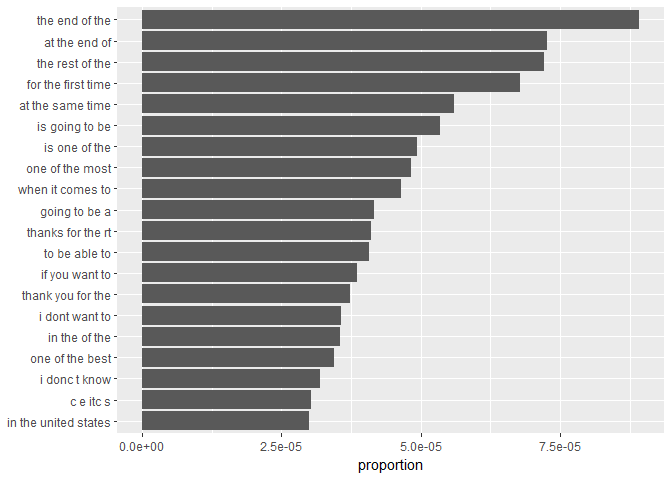 the end of the
at the end of
the rest of the
for the first time
at the same time
is going to be
is one of the
one of the most
when it comes to
going to be a
thanks for the rt
to be able to
if you want to
thank you for the
i dont want to
in the of the
one of the best
i donc t know
c e itc s
in the united states
0.0e+00 2.5e-05 5.0e-05 7.5e-05
proportion